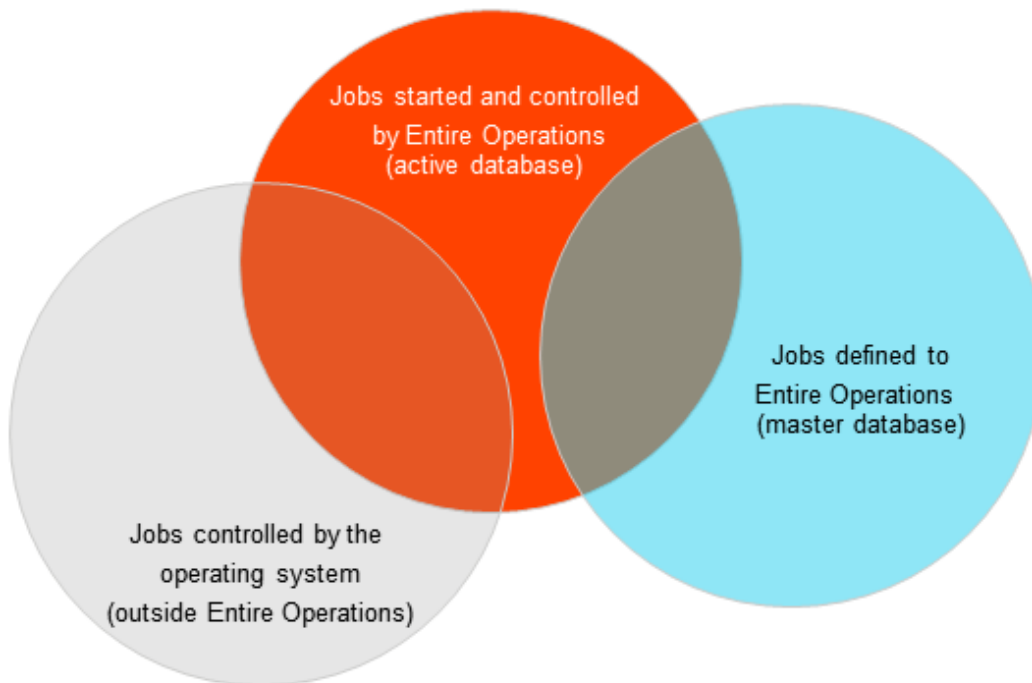 Jobs started and controlled
by Entire Operations
(active database)
Jobs defined to
Entire Operations
(master database)
Jobs controlled by the
operating system
(outside Entire Operations)